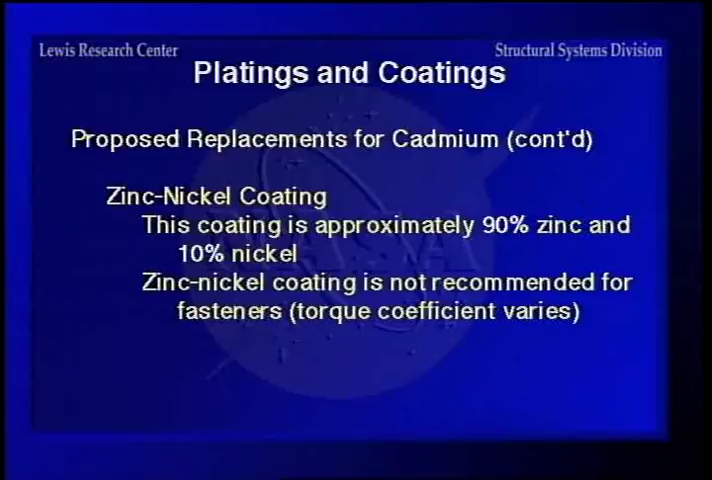 Lewis Research Center
Structural Systems Division
Platings and Coatings
Proposed Replacements for Cadmium (cont'd)
Zinc-Nickel Coating
This coating is approximately 90% zinc and
10% nickel
Zinc-nickel coating is not recommended for
fasteners (torque coefficient varies)
NASA